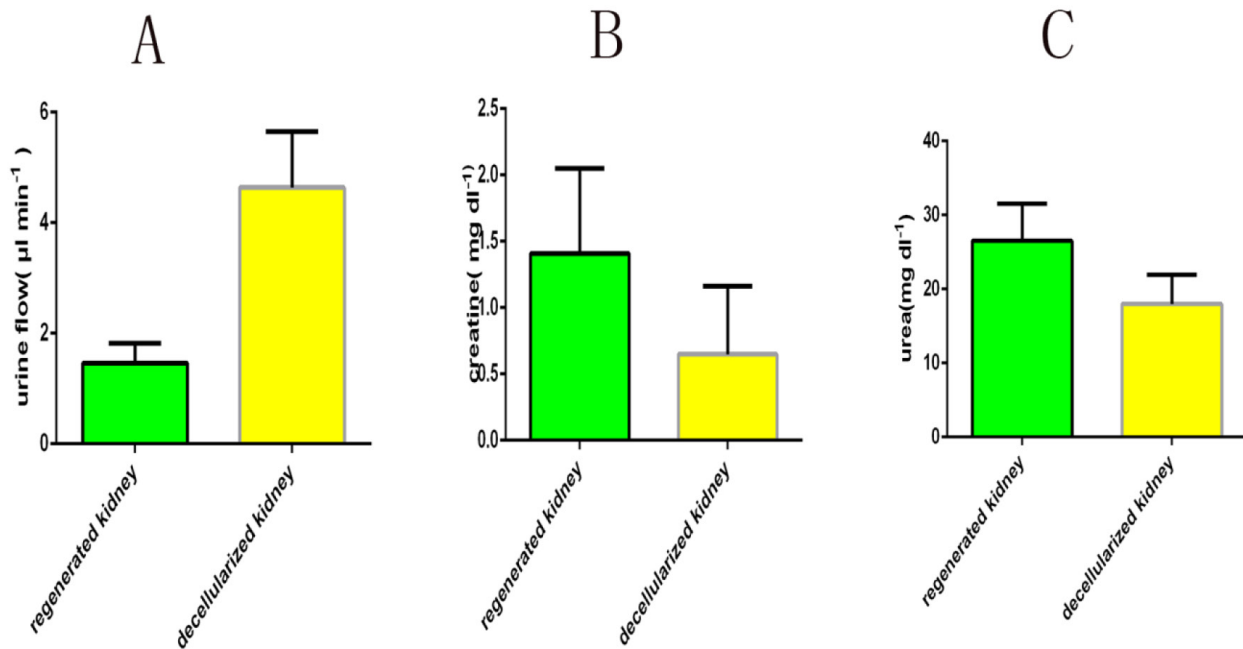 A
B
C
urine flow( µl min⁻¹ )
6
4
2
0
regenerated kidney
decellularized kidney
creatine( mg dl⁻¹)
2.5
2.0
1.5
1.0
0.5
0.0
regenerated kidney
decellularized kidney
urea(mg dl⁻¹)
40
30
20
10
0
regenerated kidney
decellularized kidney